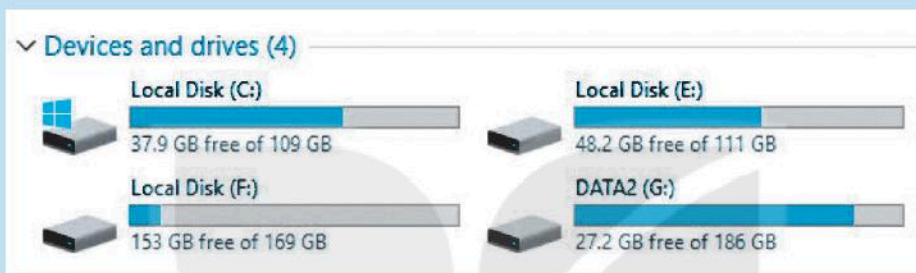 Devices and drives (4)
Local Disk (C:)
37.9 GB free of 109 GB
Local Disk (E:)
48.2 GB free of 111 GB
Local Disk (F:)
153 GB free of 169 GB
DATA2 (G:)
27.2 GB free of 186 GB